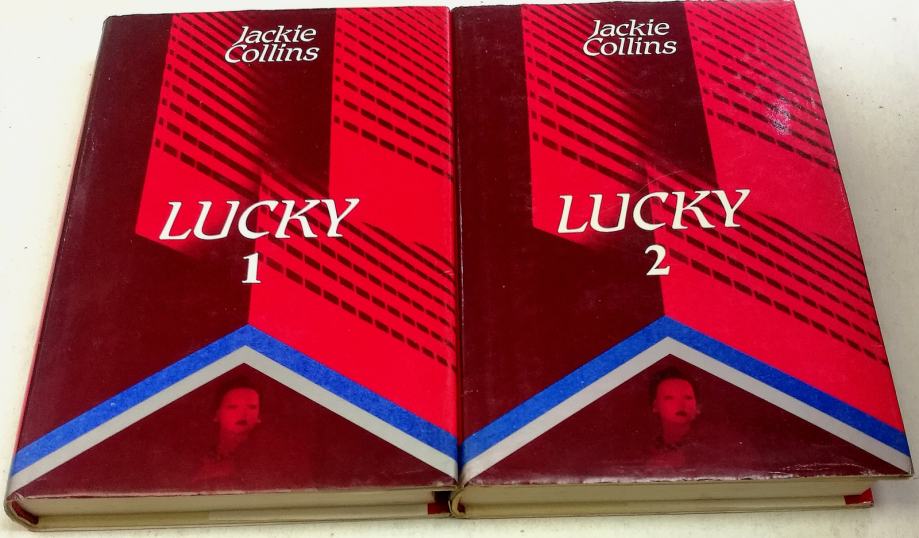 Jackie
Collins
LUCKY
1
Jackie
Collins
LUCKY
2